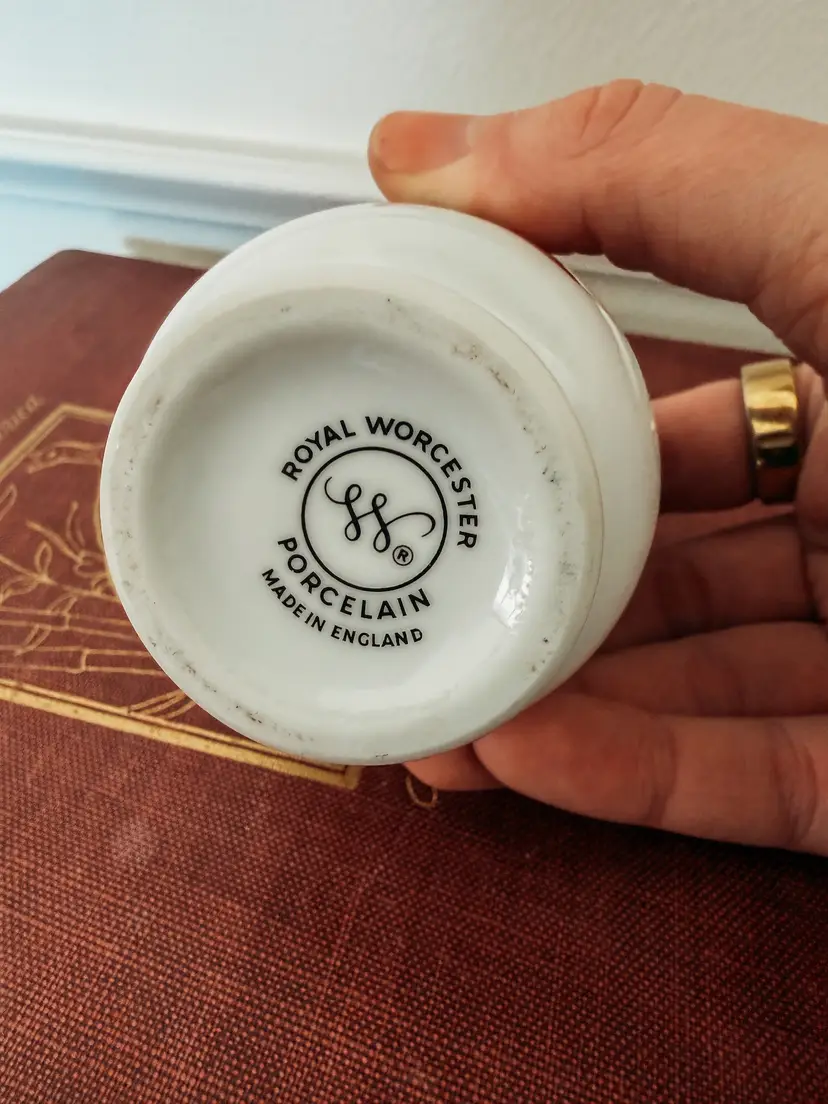 ROYAL WORCESTER
W
®
PORCELAIN
MADE IN ENGLAND